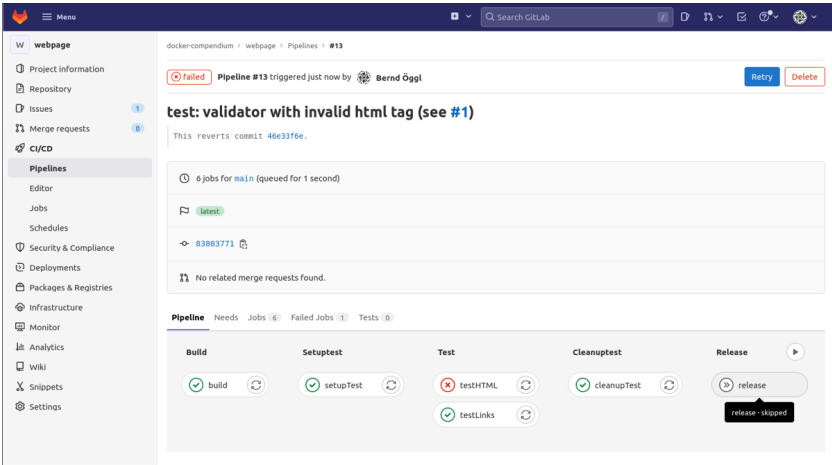 Menu
Search GitLab
/
W webpage
Project information
Repository
Issues 1
Merge requests 0
CI/CD
Pipelines
Editor
Jobs
Schedules
Security & Compliance
Deployments
Packages & Registries
Infrastructure
Monitor
Analytics
Wiki
Snippets
Settings
docker-compendium › webpage › Pipelines › #13
failed Pipeline #13 triggered just now by Bernd Öggl
Retry Delete
test: validator with invalid html tag (see #1)
This reverts commit 46e33f6e.
6 jobs for main (queued for 1 second)
latest
83803771
No related merge requests found.
Pipeline Needs Jobs 6 Failed Jobs 1 Tests 0
Build Setuptest Test Cleanuptest Release
build setupTest testHTML cleanupTest release
testLinks
release - skipped